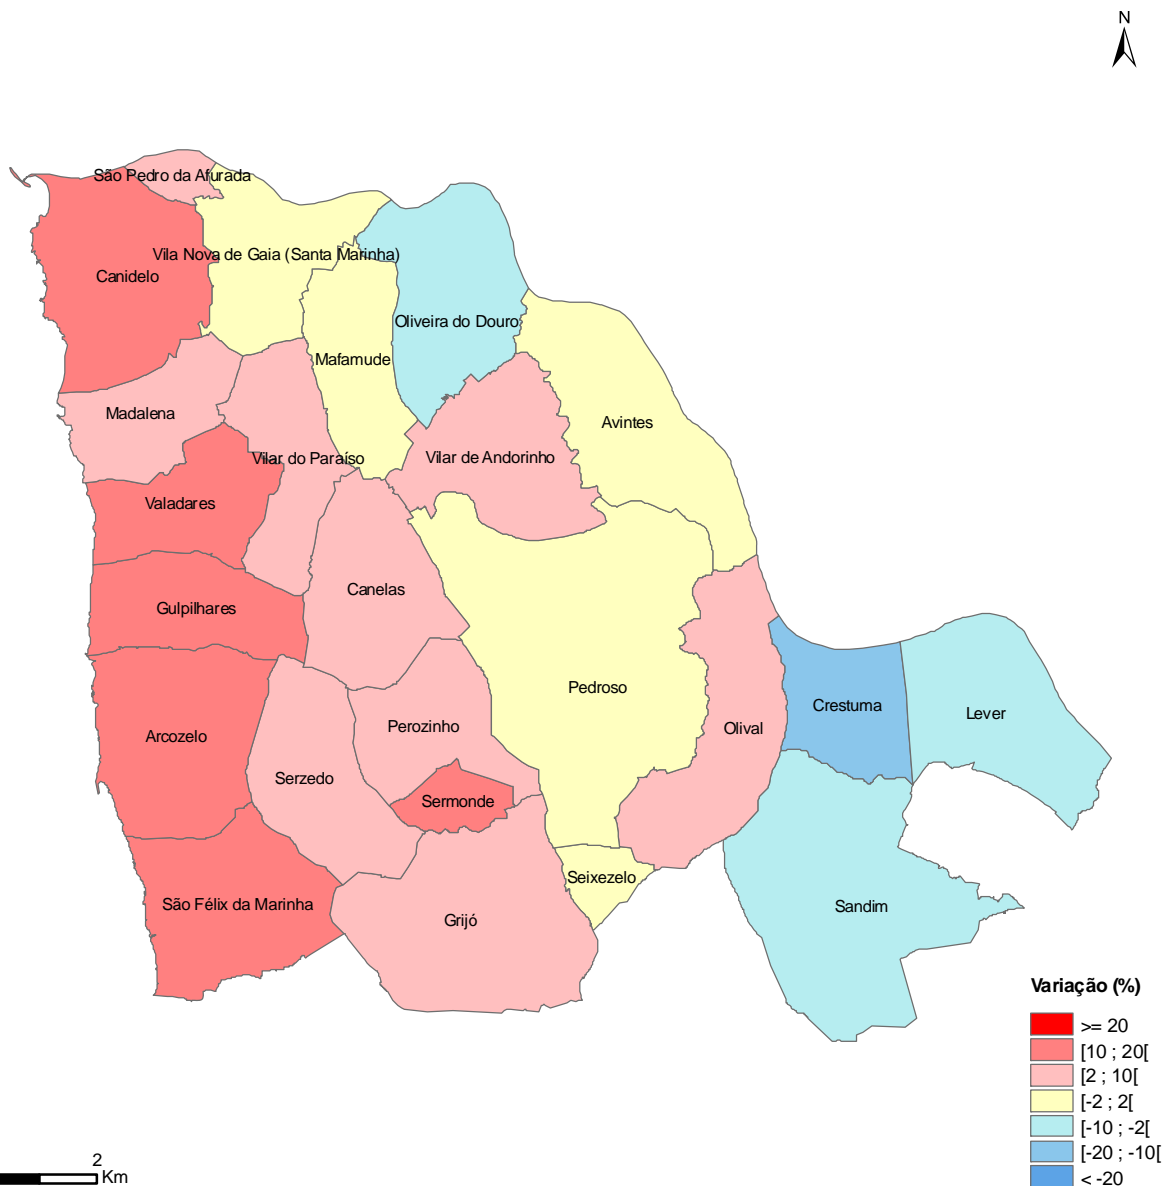 N
São Pedro da Afurada
Vila Nova de Gaia (Santa Marinha)
Canidelo
Oliveira do Douro
Mafamude
Madalena
Avintes
Vilar do Paraíso
Vilar de Andorinho
Valadares
Canelas
Gulpilhares
Pedroso
Crestuma
Lever
Perozinho
Olival
Arcozelo
Serzedo
Sermonde
Seixezelo
São Félix da Marinha
Sandim
Grijó
Variação (%)
>= 20
[10 ; 20[
[2 ; 10[
[-2 ; 2[
[-10 ; -2[
[-20 ; -10[
< -20
2
Km